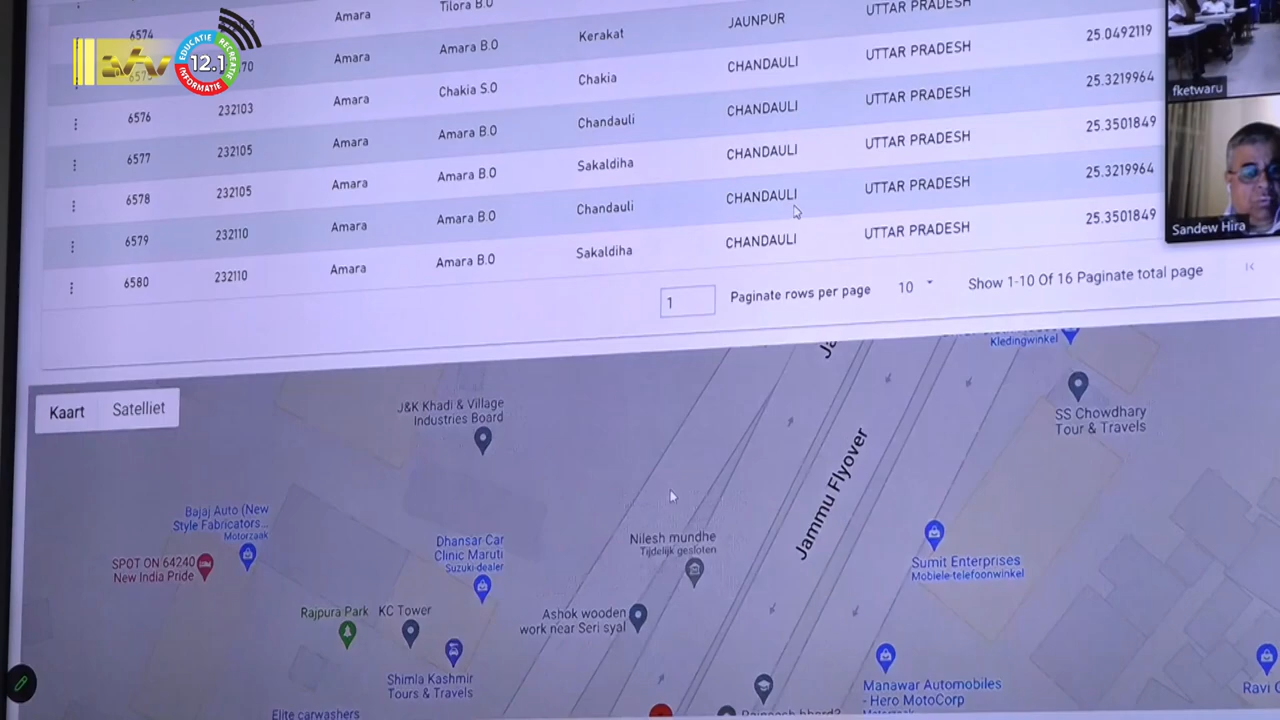 Tilora B.O
UTTAR PRADESH
6574
Amara
Kerakat
JAUNPUR
Amara
Amara B.O
UTTAR PRADESH
25.0492119
Chakia
CHANDAULI
6576
232103
Amara
Chakia S.O
UTTAR PRADESH
25.3219964
Chandauli
CHANDAULI
6577
232105
Amara
Amara B.O
UTTAR PRADESH
25.3501849
Sakaldiha
CHANDAULI
6578
232105
Amara
Amara B.O
UTTAR PRADESH
25.3219964
Chandauli
CHANDAULI
6579
232110
Amara
Amara B.O
UTTAR PRADESH
25.3501849
Sakaldiha
CHANDAULI
6580
232110
Amara
Amara B.O
UTTAR PRADESH
1
Paginate rows per page
10
Show 1-10 Of 16 Paginate total page
EDUCATIE
RECREATIE
INFORMATIE
12.1
fketwaru
Sandew Hira
Kaart
Satelliet
J&K Khadi & Village
Industries Board
Kledingwinkel
SS Chowdhary
Tour & Travels
Jammu Flyover
Bajaj Auto (New
Style Fabricators...
Motorzaak
SPOT ON 64240
New India Pride
Dhansar Car
Clinic Maruti
Suzuki-dealer
Nilesh mundhe
Tijdelijk gesloten
Sumit Enterprises
Mobiele-telefoonwinkel
Rajpura Park
KC Tower
Ashok wooden
work near Seri syal
Shimla Kashmir
Tours & Travels
Manawar Automobiles
- Hero MotoCorp
Ravi
Elite carwashers